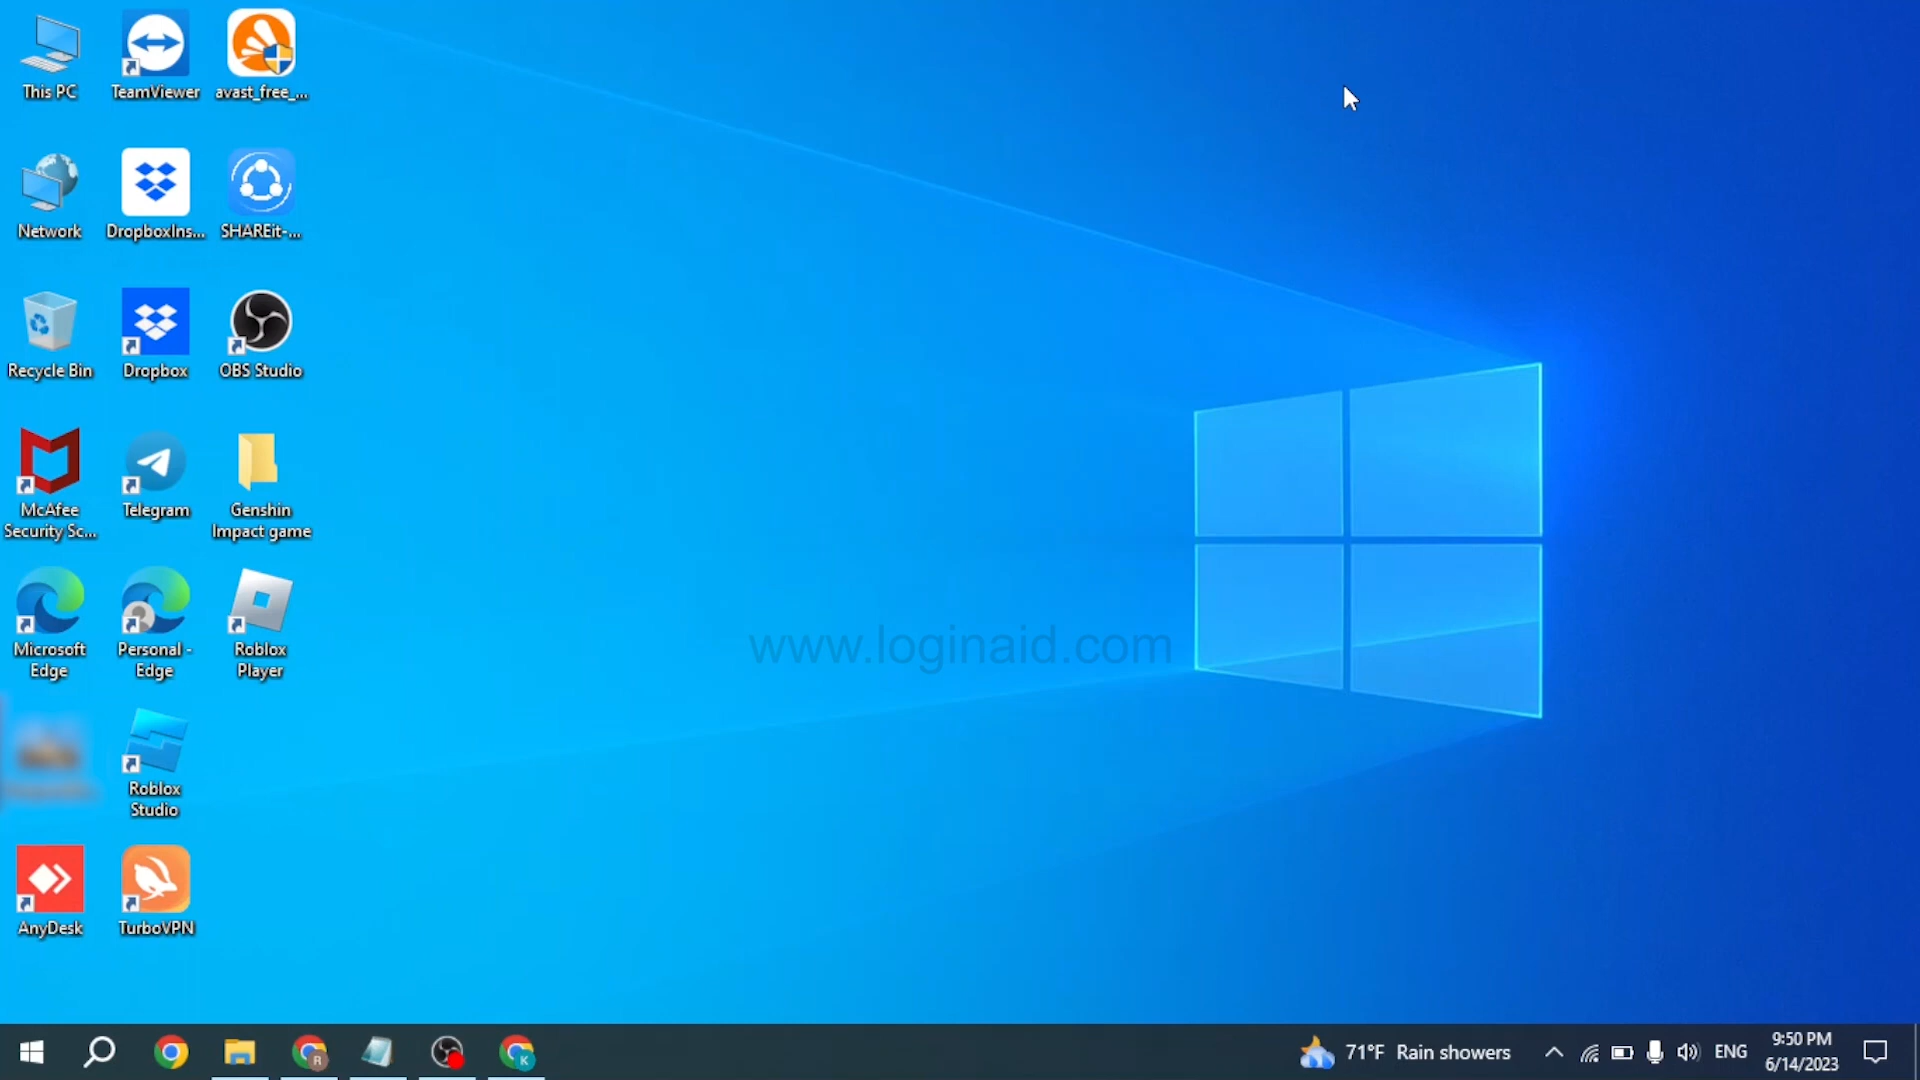 This PC
TeamViewer
avast_free_...
Network
DropboxIns...
SHAREit-...
Recycle Bin
Dropbox
OBS Studio
McAfee
Security Sc...
Telegram
Genshin
Impact game
Microsoft
Edge
Personal -
Edge
Roblox
Player
www.loginaid.com
Roblox
Studio
AnyDesk
TurboVPN
R
K
71°F Rain showers
ENG
9:50 PM
6/14/2023